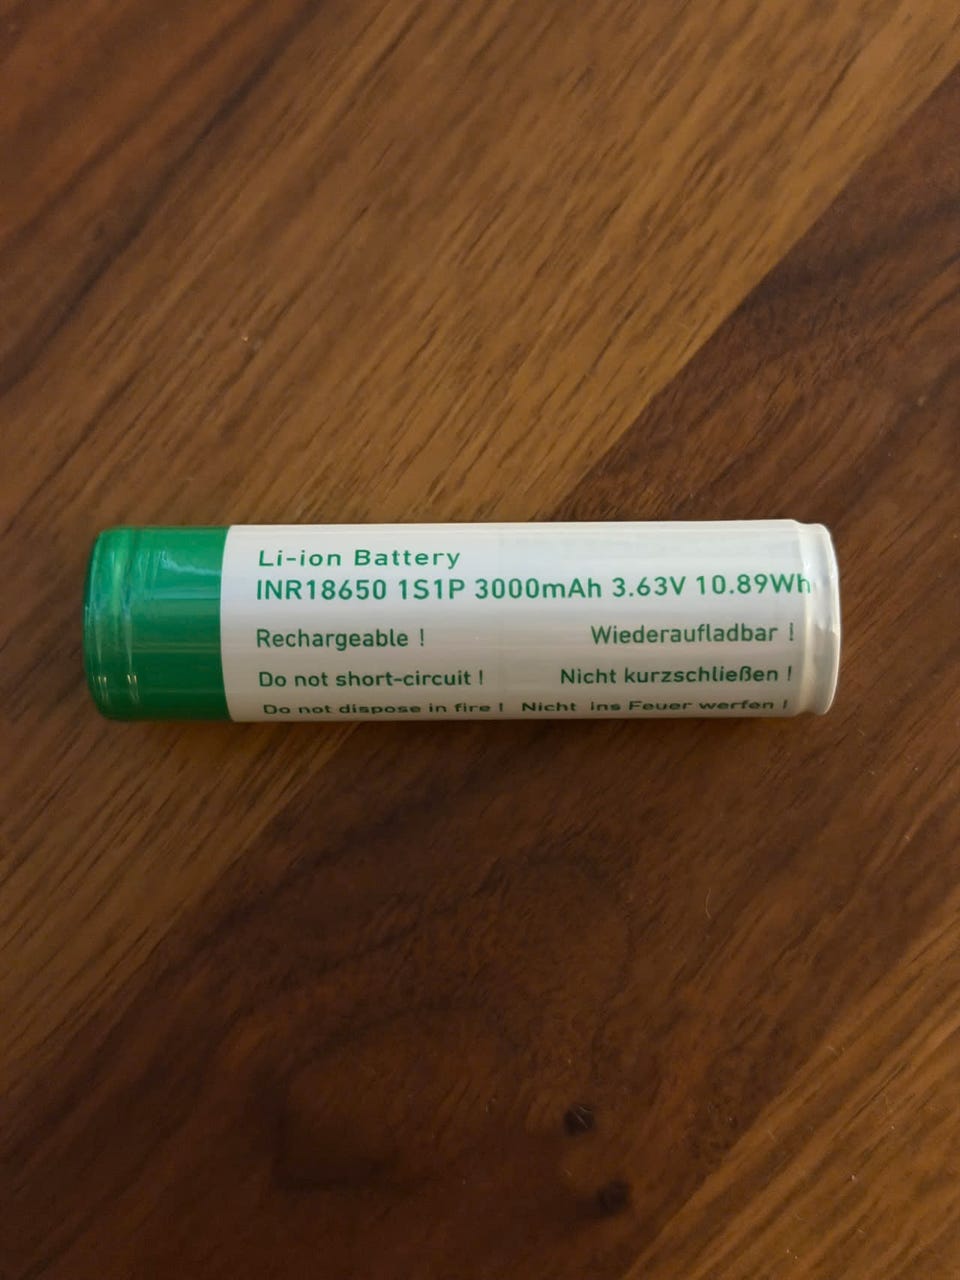 Li-ion Battery
INR18650 1S1P 3000mAh 3.63V 10.89Wh
Rechargeable ! Wiederaufladbar !
Do not short-circuit ! Nicht kurzschließen !
Do not dispose in fire ! Nicht ins Feuer werfen !